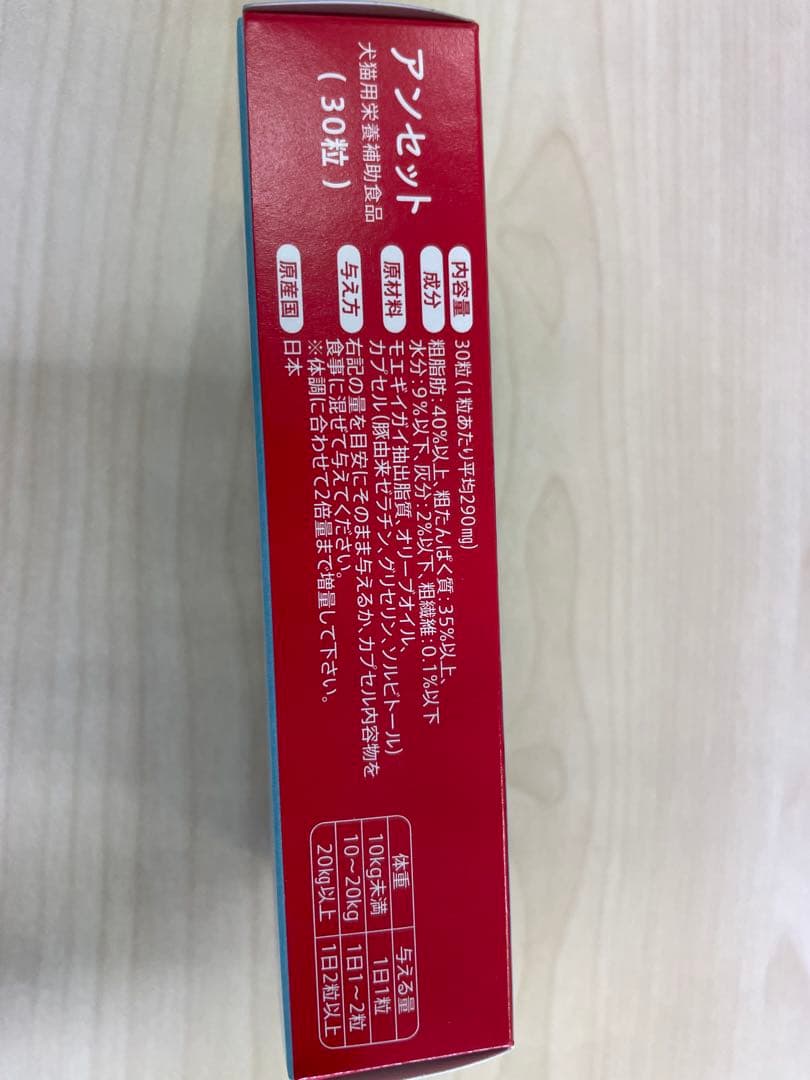 アンセット
犬猫用栄養補助食品
(30粒)
内容量 30粒(1粒あたり平均290㎎)
成分 粗脂肪:40%以上、粗たんぱく質:35%以上、
水分:9%以下、灰分:2%以下、粗繊維:0.1%以下
原材料 モエギイガイ抽出脂質、オリーブオイル、
カプセル(豚由来ゼラチン、グリセリン、ソルビトール)
与え方 右記の量を目安にそのまま与えるか、カプセル内容物を
食事に混ぜて与えてください。
※体調に合わせて2倍量まで増量して下さい。
原産国 日本
体重 与える量
10kg未満 1日1粒
10～20kg 1日1～2粒
20㎏以上 1日2粒以上